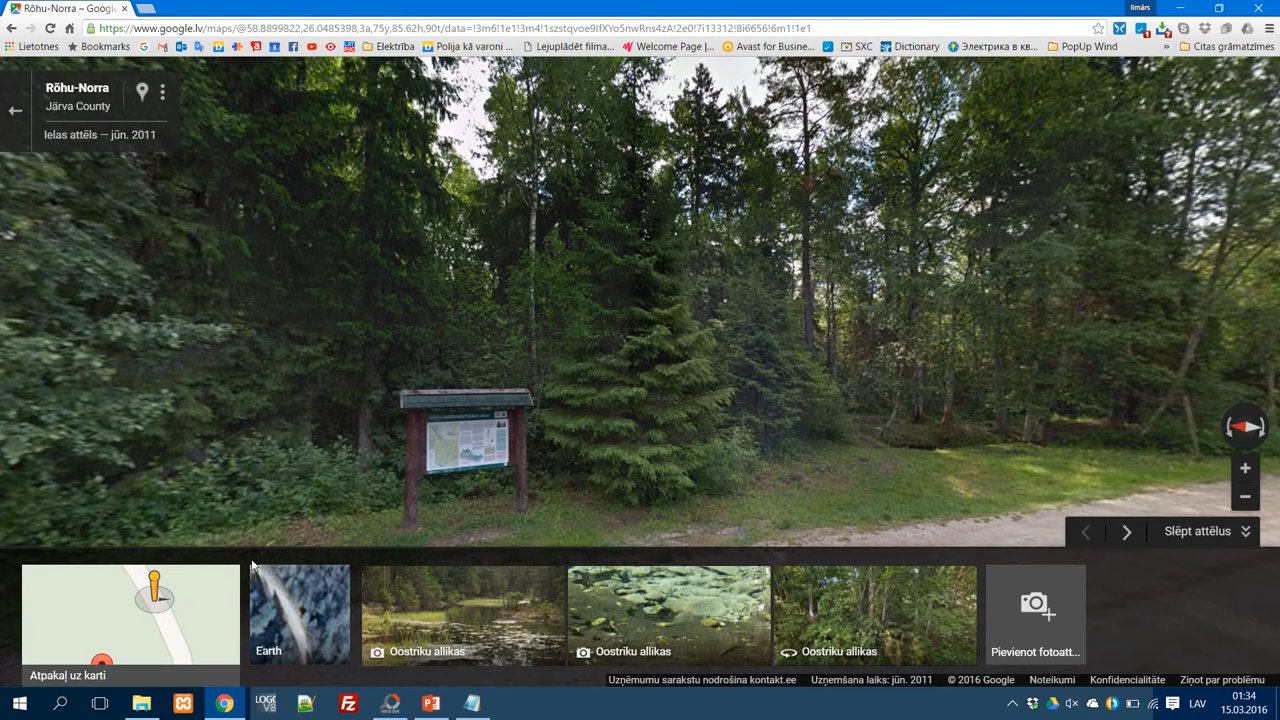 Rõhu-Norra – Googl
Ilmārs
https://www.google.lv/maps/@58.8899822,26.0485398,3a,75y,85.62h,90t/data=!3m6!1e1!3m4!1szstqvoe9IfXYo5nwRns4zA!2e0!7i13312!8i6656!6m1!1e1
Lietotnes
Bookmarks
Elektrība
Polija kā varoni ...
Lejuplādēt filma...
Welcome Page |...
Avast for Busine...
SXC
Dictionary
Электрика в кв...
PopUp Wind
»
Citas grāmatzīmes
Rõhu-Norra
Järva County
Ielas attēls — jūn. 2011
Slēpt attēlus
Atpakaļ uz karti
Earth
Oostriku allikas
Oostriku allikas
Oostriku allikas
Pievienot fotoatt...
Uzņēmumu sarakstu nodrošina kontakt.ee
Uzņemšanas laiks: jūn. 2011
© 2016 Google
Noteikumi
Konfidencialitāte
Ziņot par problēmu
LAV
01:34
15.03.2016